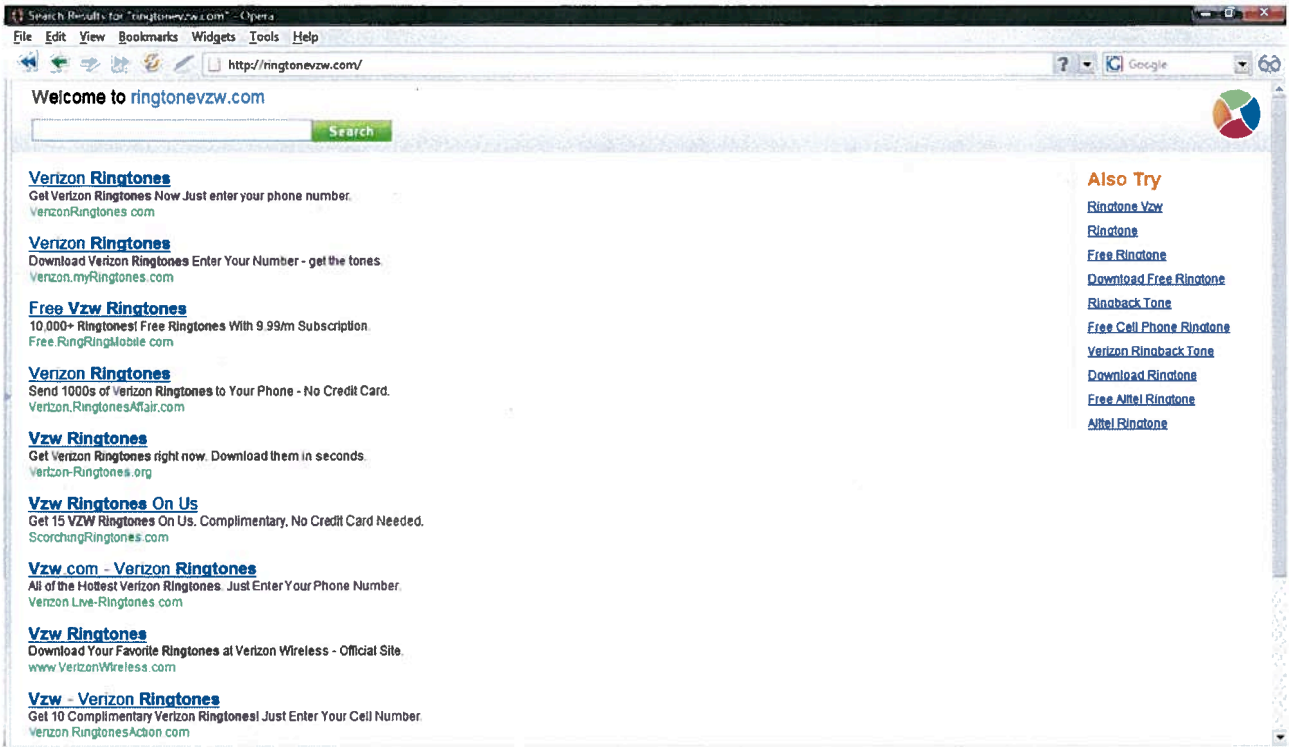 Search Results for "ringtonevzw.com" - Opera
File Edit View Bookmarks Widgets Tools Help
http://ringtonevzw.com/ ? Google
Welcome to ringtonevzw.com
Search
Verizon Ringtones
Get Verizon Ringtones Now Just enter your phone number.
VerizonRingtones.com
Verizon Ringtones
Download Verizon Ringtones Enter Your Number - get the tones.
Verizon.myRingtones.com
Free Vzw Ringtones
10,000+ Ringtones! Free Ringtones With 9.99/m Subscription.
Free.RingRingMobile.com
Verizon Ringtones
Send 1000s of Verizon Ringtones to Your Phone - No Credit Card.
Verizon.RingtonesAffair.com
Vzw Ringtones
Get Verizon Ringtones right now. Download them in seconds.
Verizon-Ringtones.org
Vzw Ringtones On Us
Get 15 VZW Ringtones On Us. Complimentary, No Credit Card Needed.
ScorchingRingtones.com
Vzw.com - Verizon Ringtones
All of the Hottest Verizon Ringtones. Just Enter Your Phone Number.
Verizon.Live-Ringtones.com
Vzw Ringtones
Download Your Favorite Ringtones at Verizon Wireless - Official Site.
www.VerizonWireless.com
Vzw - Verizon Ringtones
Get 10 Complimentary Verizon Ringtones! Just Enter Your Cell Number.
Verizon.RingtonesAction.com
Also Try
Ringtone Vzw
Ringtone
Free Ringtone
Download Free Ringtone
Ringback Tone
Free Cell Phone Ringtone
Verizon Ringback Tone
Download Ringtone
Free Alltel Ringtone
Alltel Ringtone